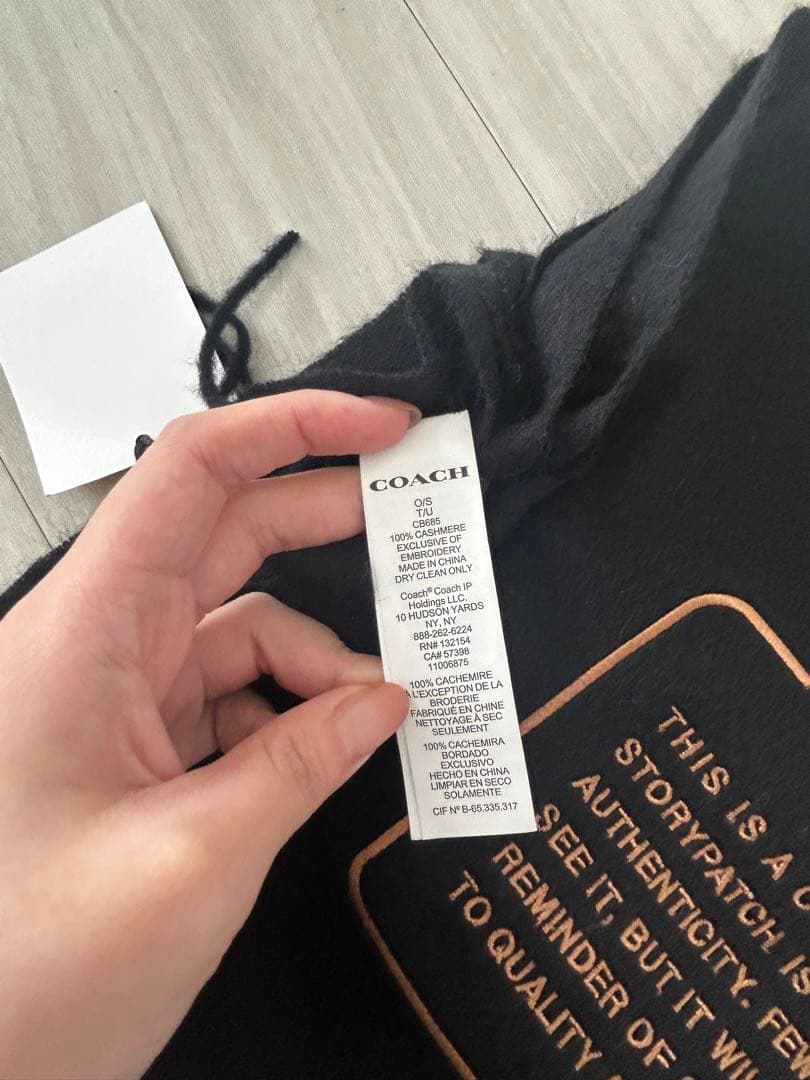 COACH
O/S
T/U
CB685
100% CASHMERE
EXCLUSIVE OF
EMBROIDERY
MADE IN CHINA
DRY CLEAN ONLY
Coach® Coach IP
Holdings LLC.
10 HUDSON YARDS
NY, NY
888-262-6224
RN# 132154
CA# 57398
11006875
100% CACHEMIRE
À L'EXCEPTION DE LA
BRODERIE
FABRIQUÉ EN CHINE
NETTOYAGE À SEC
SEULEMENT
100% CACHEMIRA
BORDADO
EXCLUSIVO
HECHO EN CHINA
LIMPIAR EN SECO
SOLAMENTE
CIF Nº B-65.335.317
THIS IS A
STORYPATCH IS
AUTHENTICITY. FEW
SEE IT, BUT IT
REMINDER OF
TO QUALITY